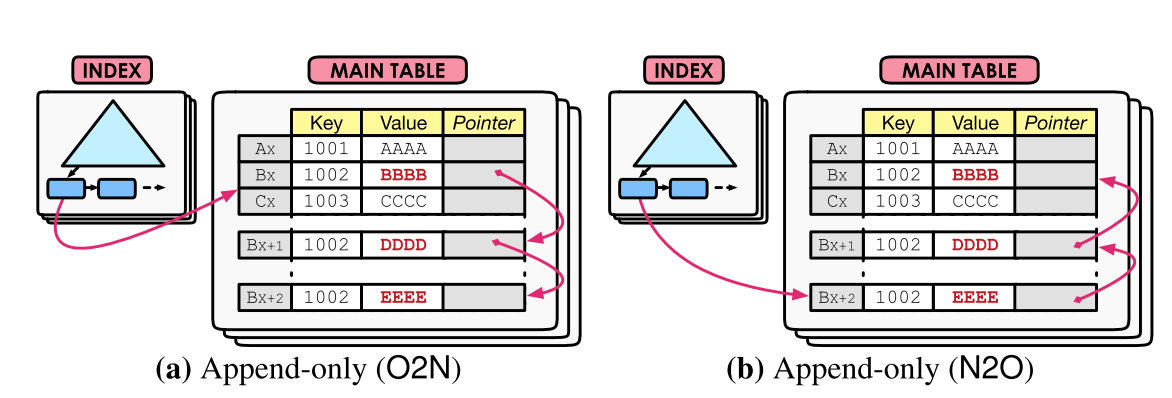 INDEX
MAIN TABLE
Key Value Pointer
Ax 1001 AAAA
Bx 1002 BBBB
Cx 1003 CCCC
Bx+1 1002 DDDD
Bx+2 1002 EEEE
(a) Append-only (O2N)
INDEX
MAIN TABLE
Key Value Pointer
Ax 1001 AAAA
Bx 1002 BBBB
Cx 1003 CCCC
Bx+1 1002 DDDD
Bx+2 1002 EEEE
(b) Append-only (N2O)